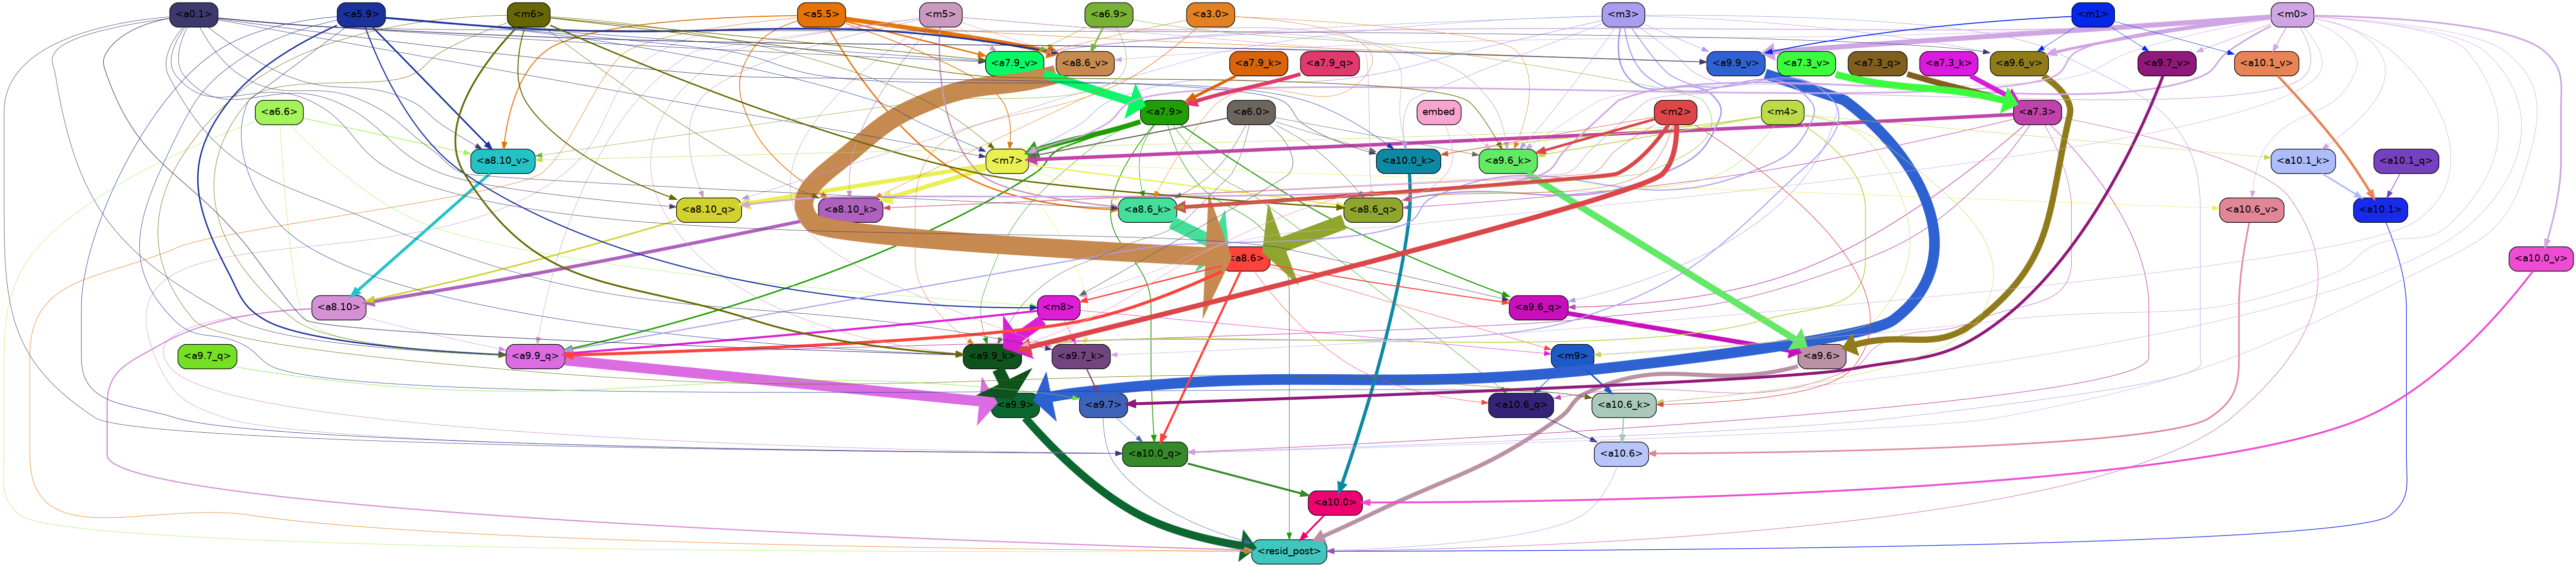 <a0.1> <a5.9> <m6> <a5.5> <m5> <a6.9> <a3.0> <m3> <m1> <m0>
<a7.9_v> <a8.6_v> <a7.9_k> <a7.9_q> <a9.9_v> <a7.3_v> <a7.3_q> <a7.3_k> <a9.6_v> <a9.7_v> <a10.1_v>
<a6.6> <a7.9> <a6.0> embed <m2> <m4> <a7.3>
<a8.10_v> <m7> <a10.0_k> <a9.6_k> <a10.1_k> <a10.1_q>
<a8.10_q> <a8.10_k> <a8.6_k> <a8.6_q> <a10.6_v> <a10.1>
<a8.6> <a10.0_v>
<a8.10> <m8> <a9.6_q>
<a9.7_q> <a9.9_q> <a9.9_k> <a9.7_k> <m9> <a9.6>
<a9.9> <a9.7> <a10.6_q> <a10.6_k>
<a10.0_q> <a10.6>
<a10.0>
<resid_post>